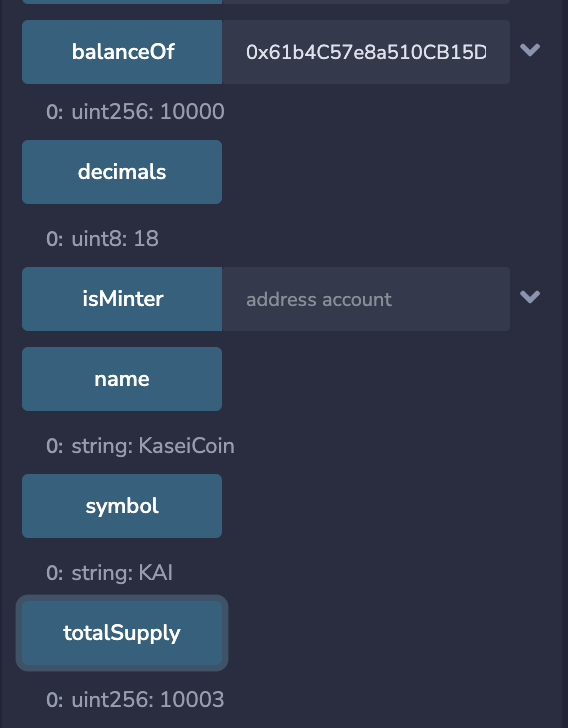 balanceOf 0x61b4C57e8a510CB15D
0: uint256: 10000
decimals
0: uint8: 18
isMinter address account
name
0: string: KaseiCoin
symbol
0: string: KAI
totalSupply
0: uint256: 10003